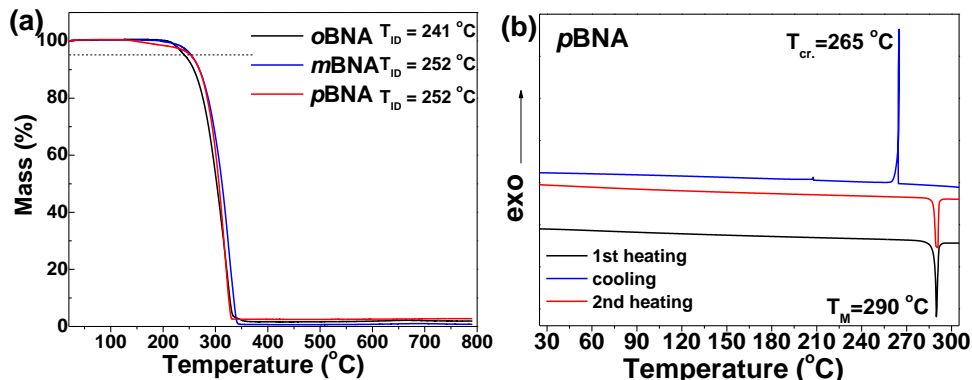 (a)
oBNA T_ID = 241 °C
mBNA T_ID = 252 °C
pBNA T_ID = 252 °C
Mass (%)
100
80
60
40
20
0
100 200 300 400 500 600 700 800
Temperature (°C)
(b)
pBNA
T_cr.=265 °C
exo
1st heating
cooling
2nd heating
T_M=290 °C
30 60 90 120 150 180 210 240 270 300
Temperature (°C)